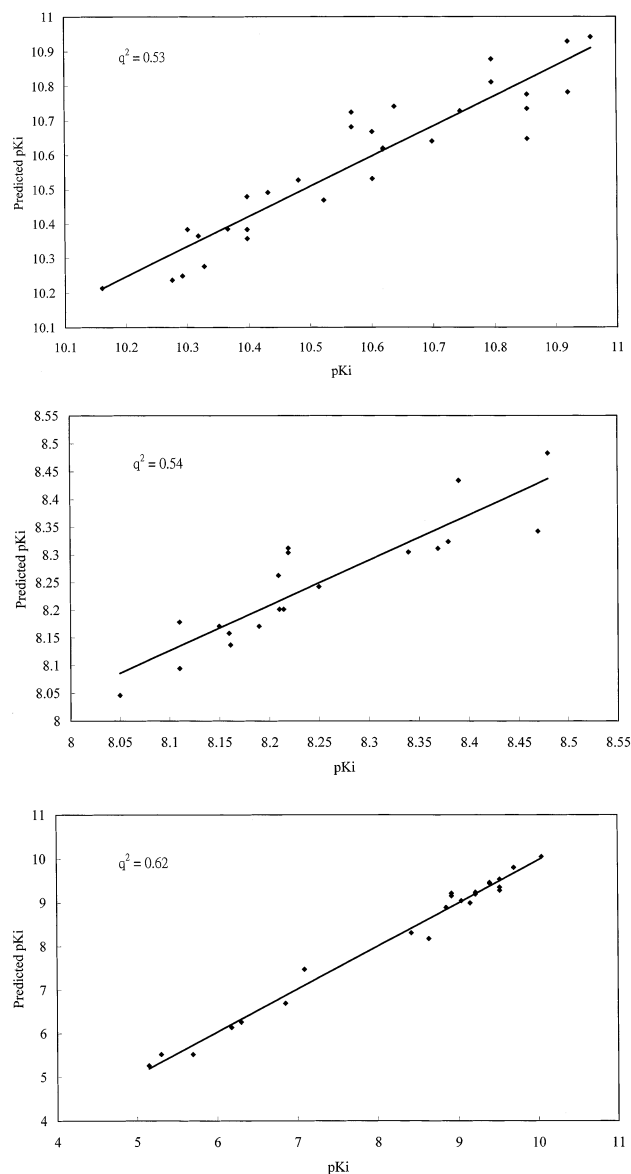 11
10.9
10.8
10.7
10.6
10.5
10.4
10.3
10.2
10.1
q² = 0.53
Predicted pKi
10.1 10.2 10.3 10.4 10.5 10.6 10.7 10.8 10.9 11
pKi
8.55
8.5
8.45
8.4
8.35
8.3
8.25
8.2
8.15
8.1
8.05
8
q² = 0.54
Predicted pKi
8 8.05 8.1 8.15 8.2 8.25 8.3 8.35 8.4 8.45 8.5 8.55
pKi
11
10
9
8
7
6
5
4
q² = 0.62
Predicted pKi
4 5 6 7 8 9 10 11
pKi